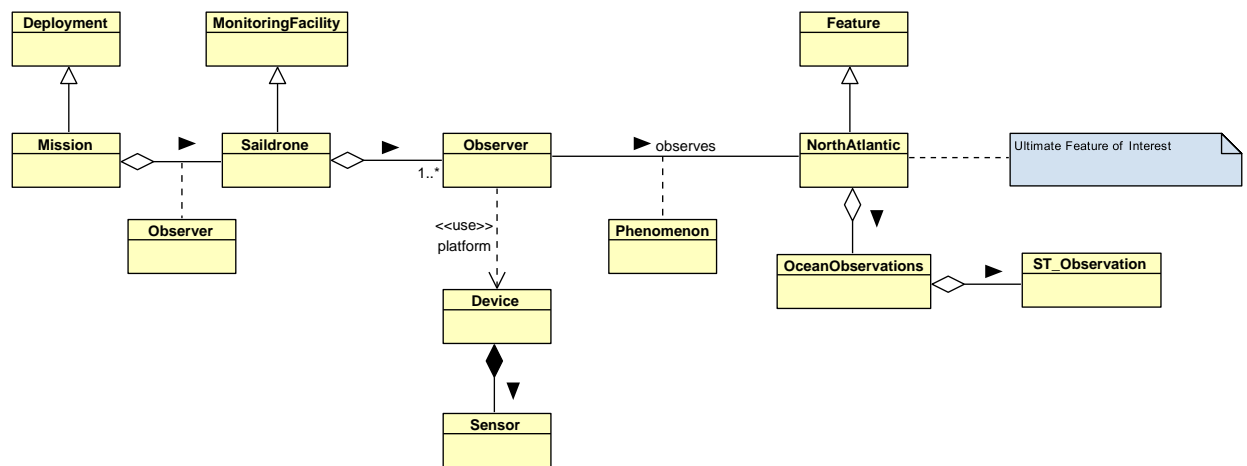 Deployment
MonitoringFacility
Feature
Mission
Saildrone
Observer
observes
NorthAtlantic
Ultimate Feature of Interest
1..*
Observer
<<use>>
platform
Phenomenon
OceanObservations
ST_Observation
Device
Sensor